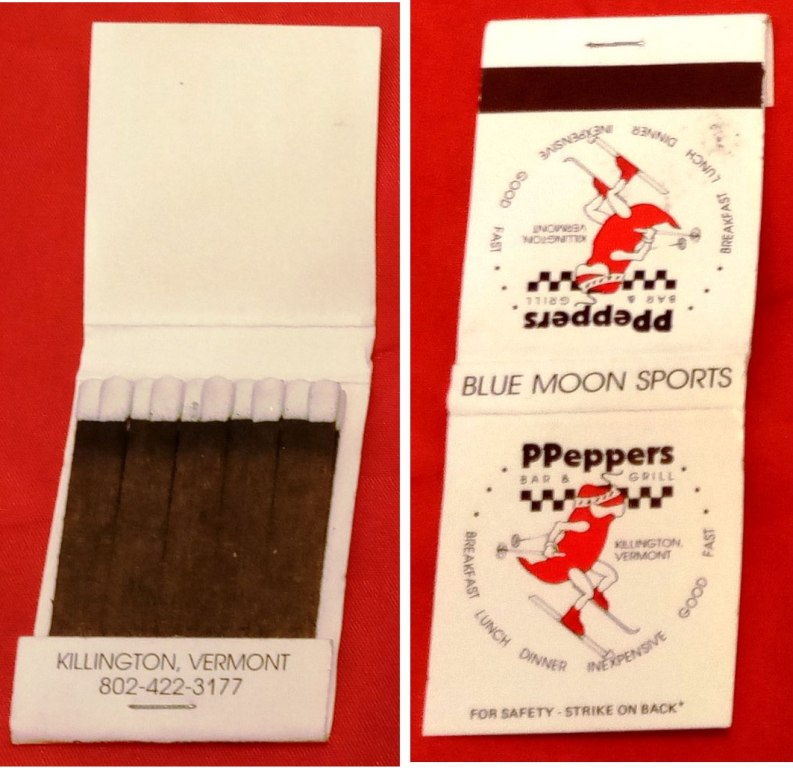 KILLINGTON, VERMONT
802-422-3177
BREAKFAST LUNCH DINNER INEXPENSIVE GOOD FAST
KILLINGTON,
VERMONT
BAR & GRILL
PPeppers
BLUE MOON SPORTS
PPeppers
BAR & GRILL
KILLINGTON,
VERMONT
BREAKFAST LUNCH DINNER INEXPENSIVE GOOD FAST
FOR SAFETY - STRIKE ON BACK*